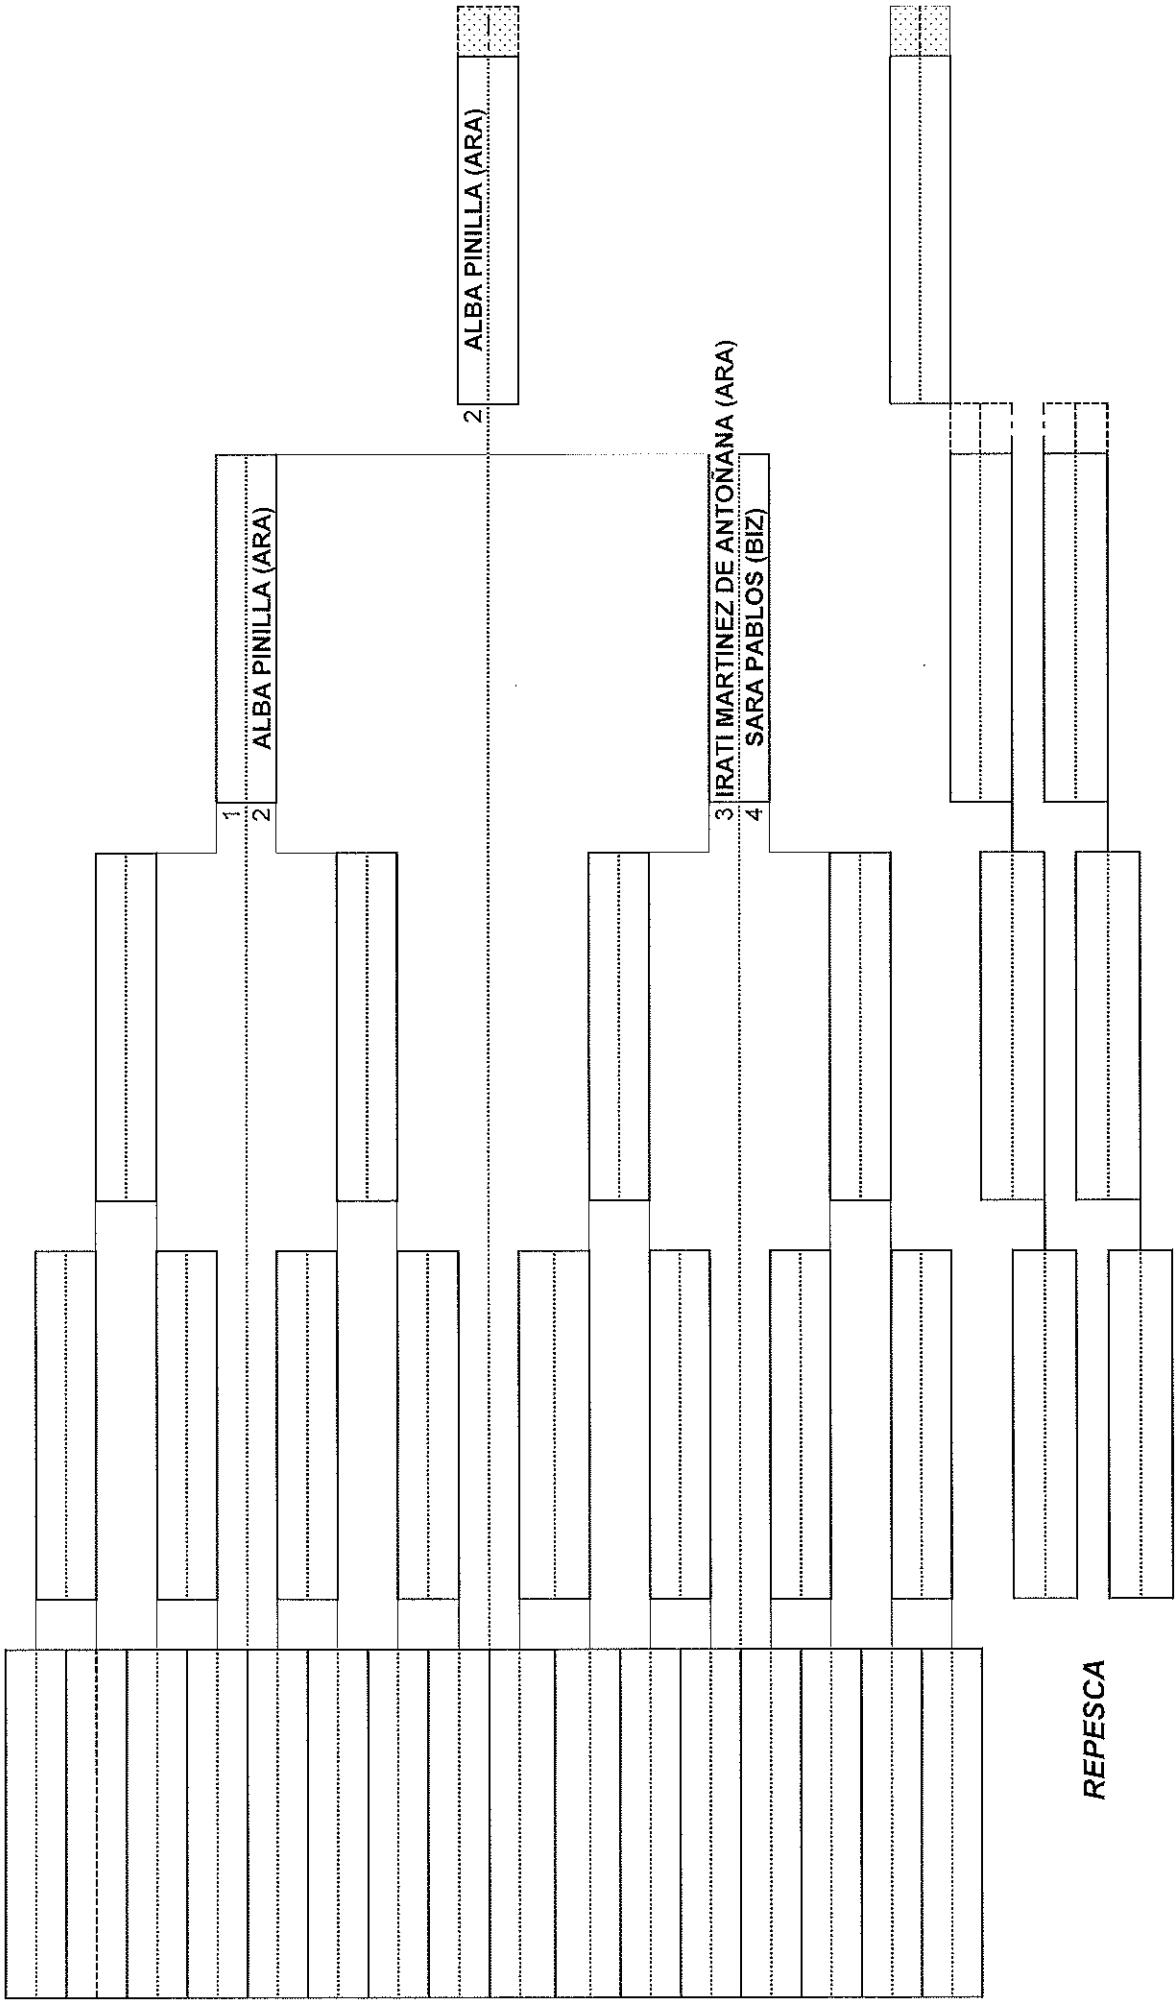 1
2 ALBA PINILLA (ARA)
2 ALBA PINILLA (ARA)
3 IRATI MARTINEZ DE ANTOÑANA (ARA)
4 SARA PABLOS (BIZ)
REPESCA